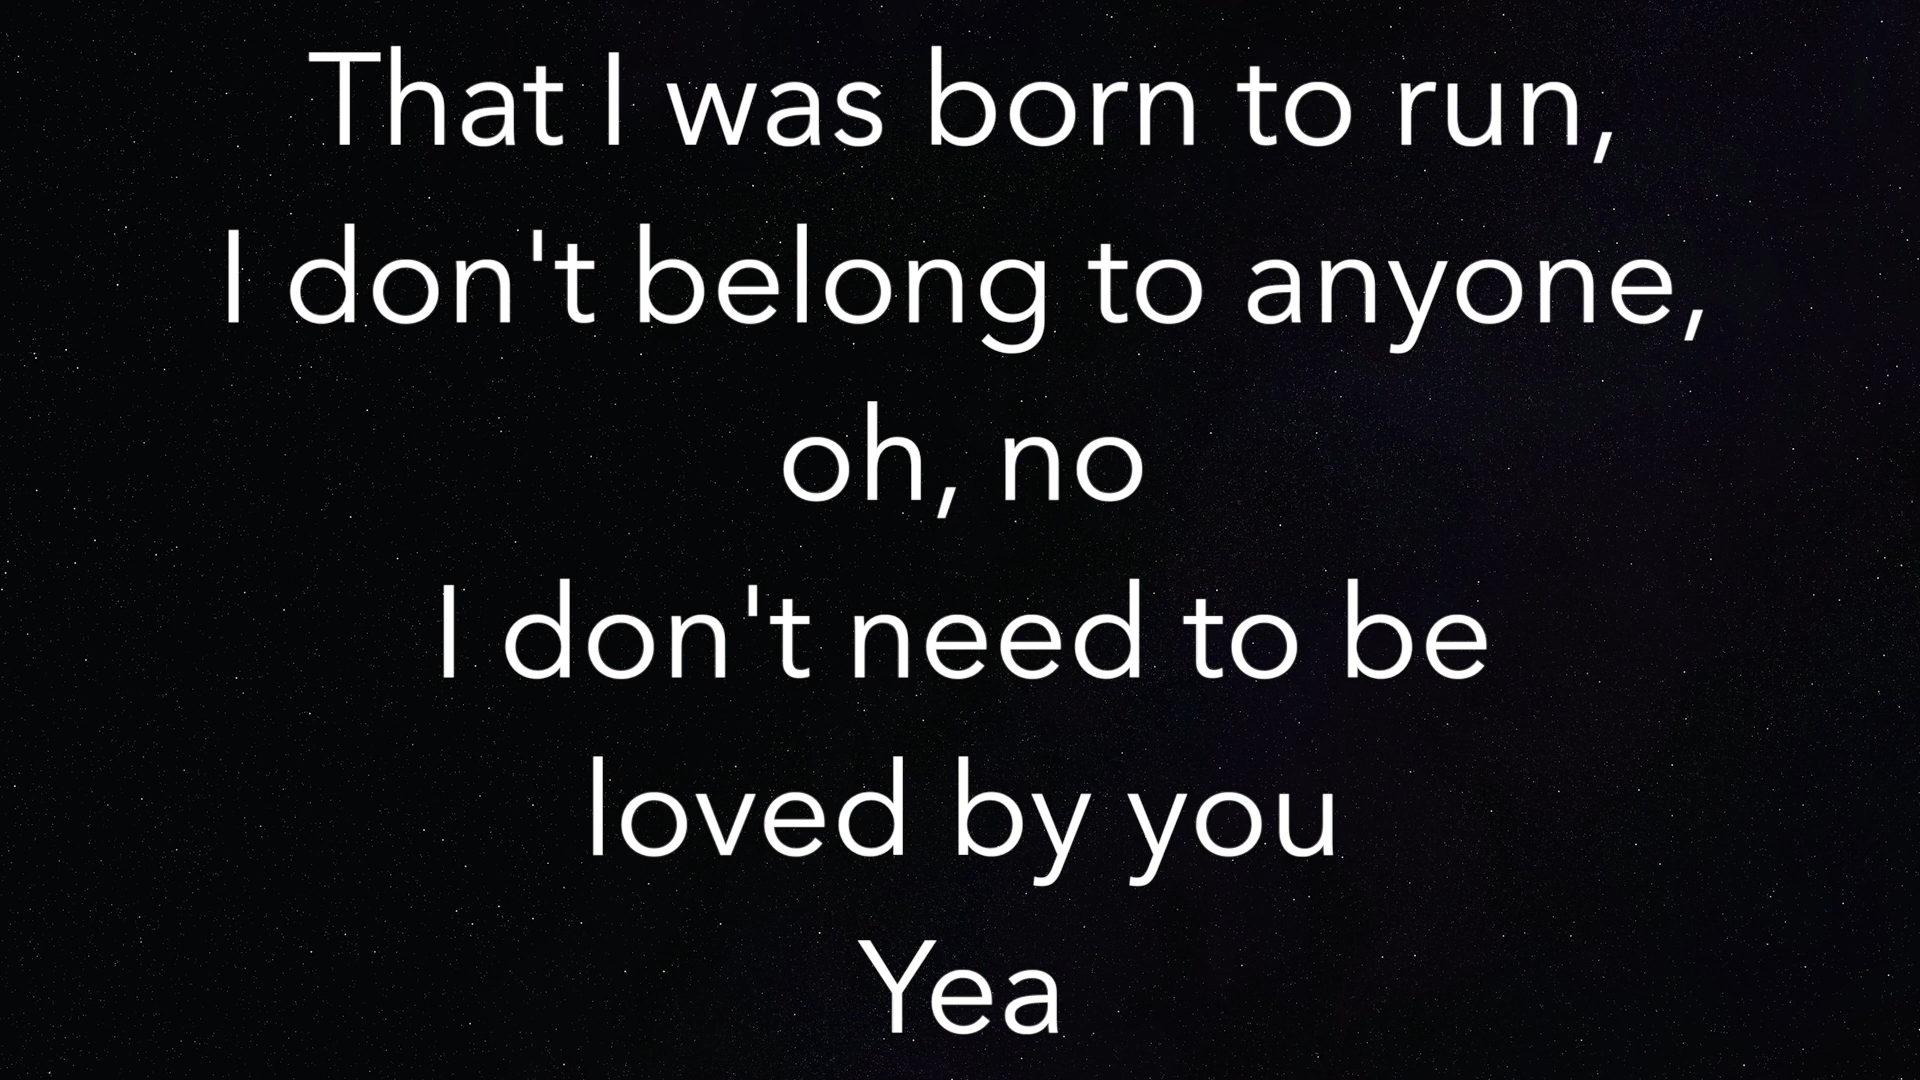 That I was born to run,
I don't belong to anyone,
oh, no
I don't need to be
loved by you
Yea